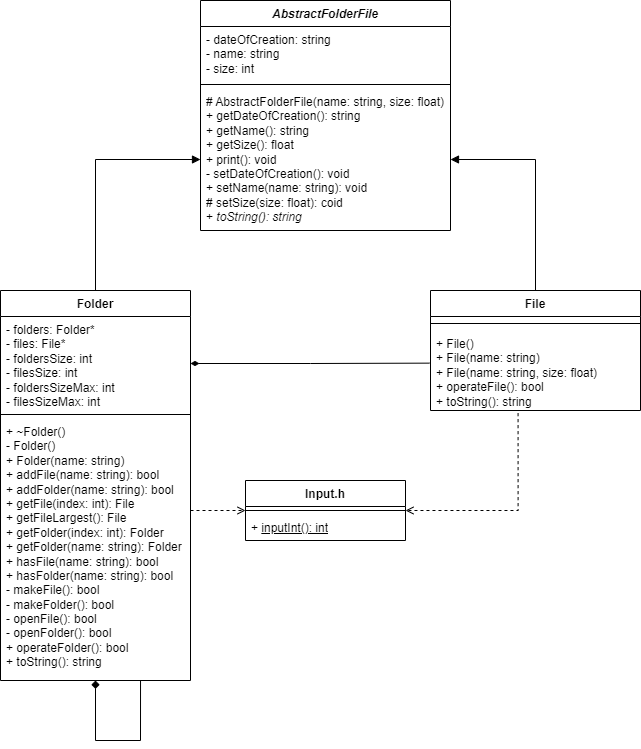 AbstractFolderFile
- dateOfCreation: string
- name: string
- size: int
# AbstractFolderFile(name: string, size: float)
+ getDateOfCreation(): string
+ getName(): string
+ getSize(): float
+ print(): void
- setDateOfCreation(): void
+ setName(name: string): void
# setSize(size: float): coid
+ toString(): string
Folder
- folders: Folder*
- files: File*
- foldersSize: int
- filesSize: int
- foldersSizeMax: int
- filesSizeMax: int
+ ~Folder()
- Folder()
+ Folder(name: string)
+ addFile(name: string): bool
+ addFolder(name: string): bool
+ getFile(index: int): File
+ getFileLargest(): File
+ getFolder(index: int): Folder
+ getFolder(name: string): Folder
+ hasFile(name: string): bool
+ hasFolder(name: string): bool
- makeFile(): bool
- makeFolder(): bool
- openFile(): bool
- openFolder(): bool
+ operateFolder(): bool
+ toString(): string
File
+ File()
+ File(name: string)
+ File(name: string, size: float)
+ operateFile(): bool
+ toString(): string
Input.h
+ inputInt(): int